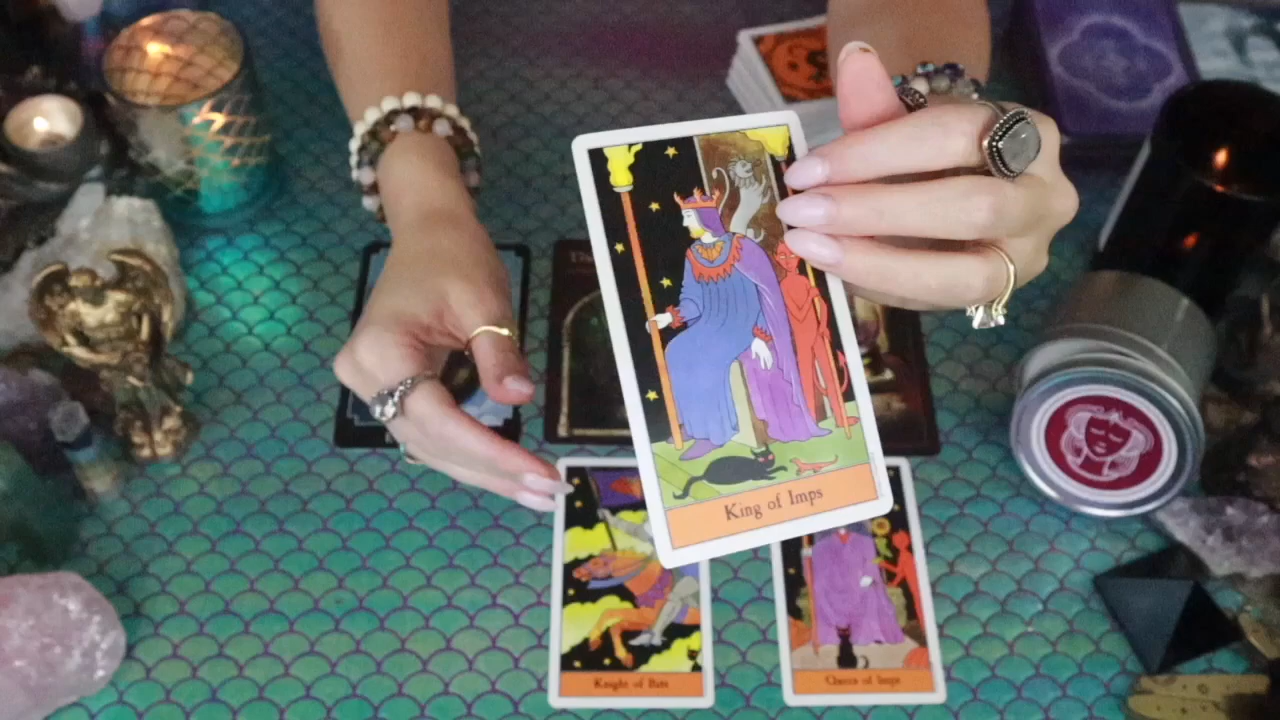 King of Imps
Knight of Bats
Queen of Imps